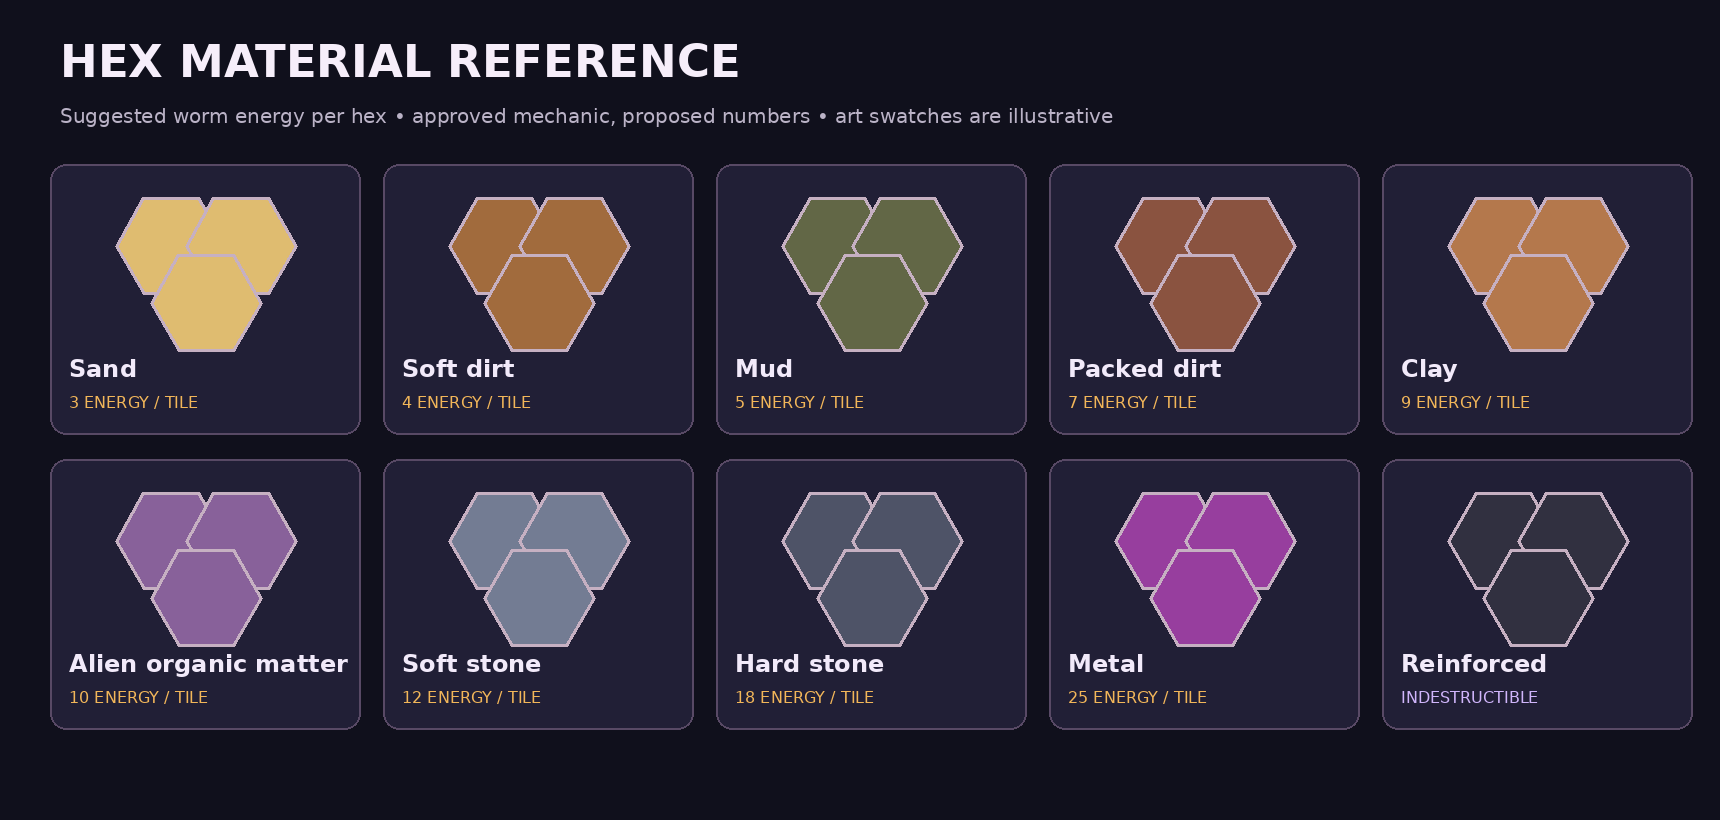 HEX MATERIAL REFERENCE
Suggested worm energy per hex • approved mechanic, proposed numbers • art swatches are illustrative
Sand
3 ENERGY / TILE
Soft dirt
4 ENERGY / TILE
Mud
5 ENERGY / TILE
Packed dirt
7 ENERGY / TILE
Clay
9 ENERGY / TILE
Alien organic matter
10 ENERGY / TILE
Soft stone
12 ENERGY / TILE
Hard stone
18 ENERGY / TILE
Metal
25 ENERGY / TILE
Reinforced
INDESTRUCTIBLE